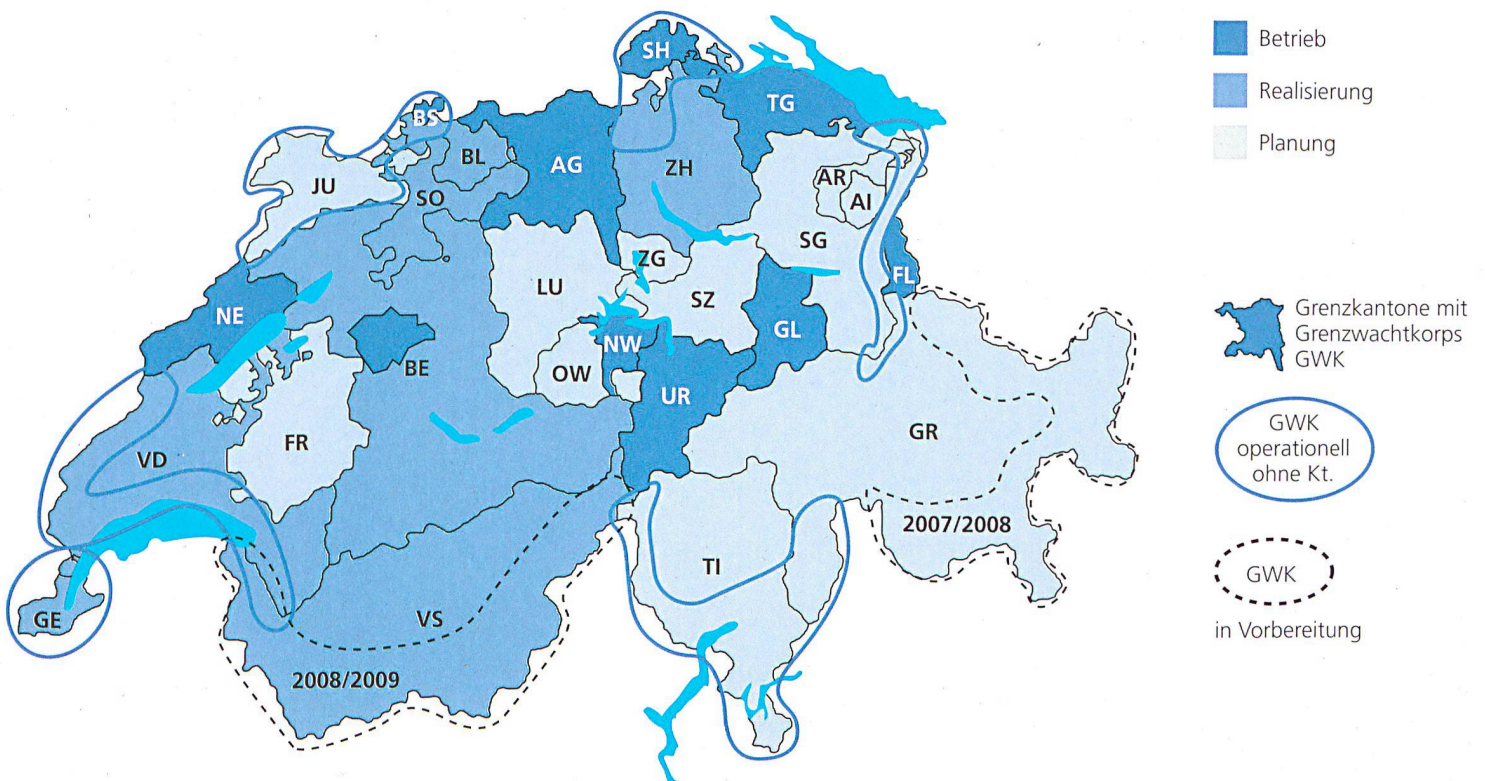 SH
BS
TG
JU
BL
AG
ZH
SO
AR
AI
SG
ZG
FL
LU
SZ
NE
GL
NW
BE
OW
UR
GR
FR
VD
2007/2008
TI
GE
VS
2008/2009
Betrieb
Realisierung
Planung
Grenzkantone mit
Grenzwachtkorps
GWK
GWK
operationell
ohne Kt.
GWK
in Vorbereitung